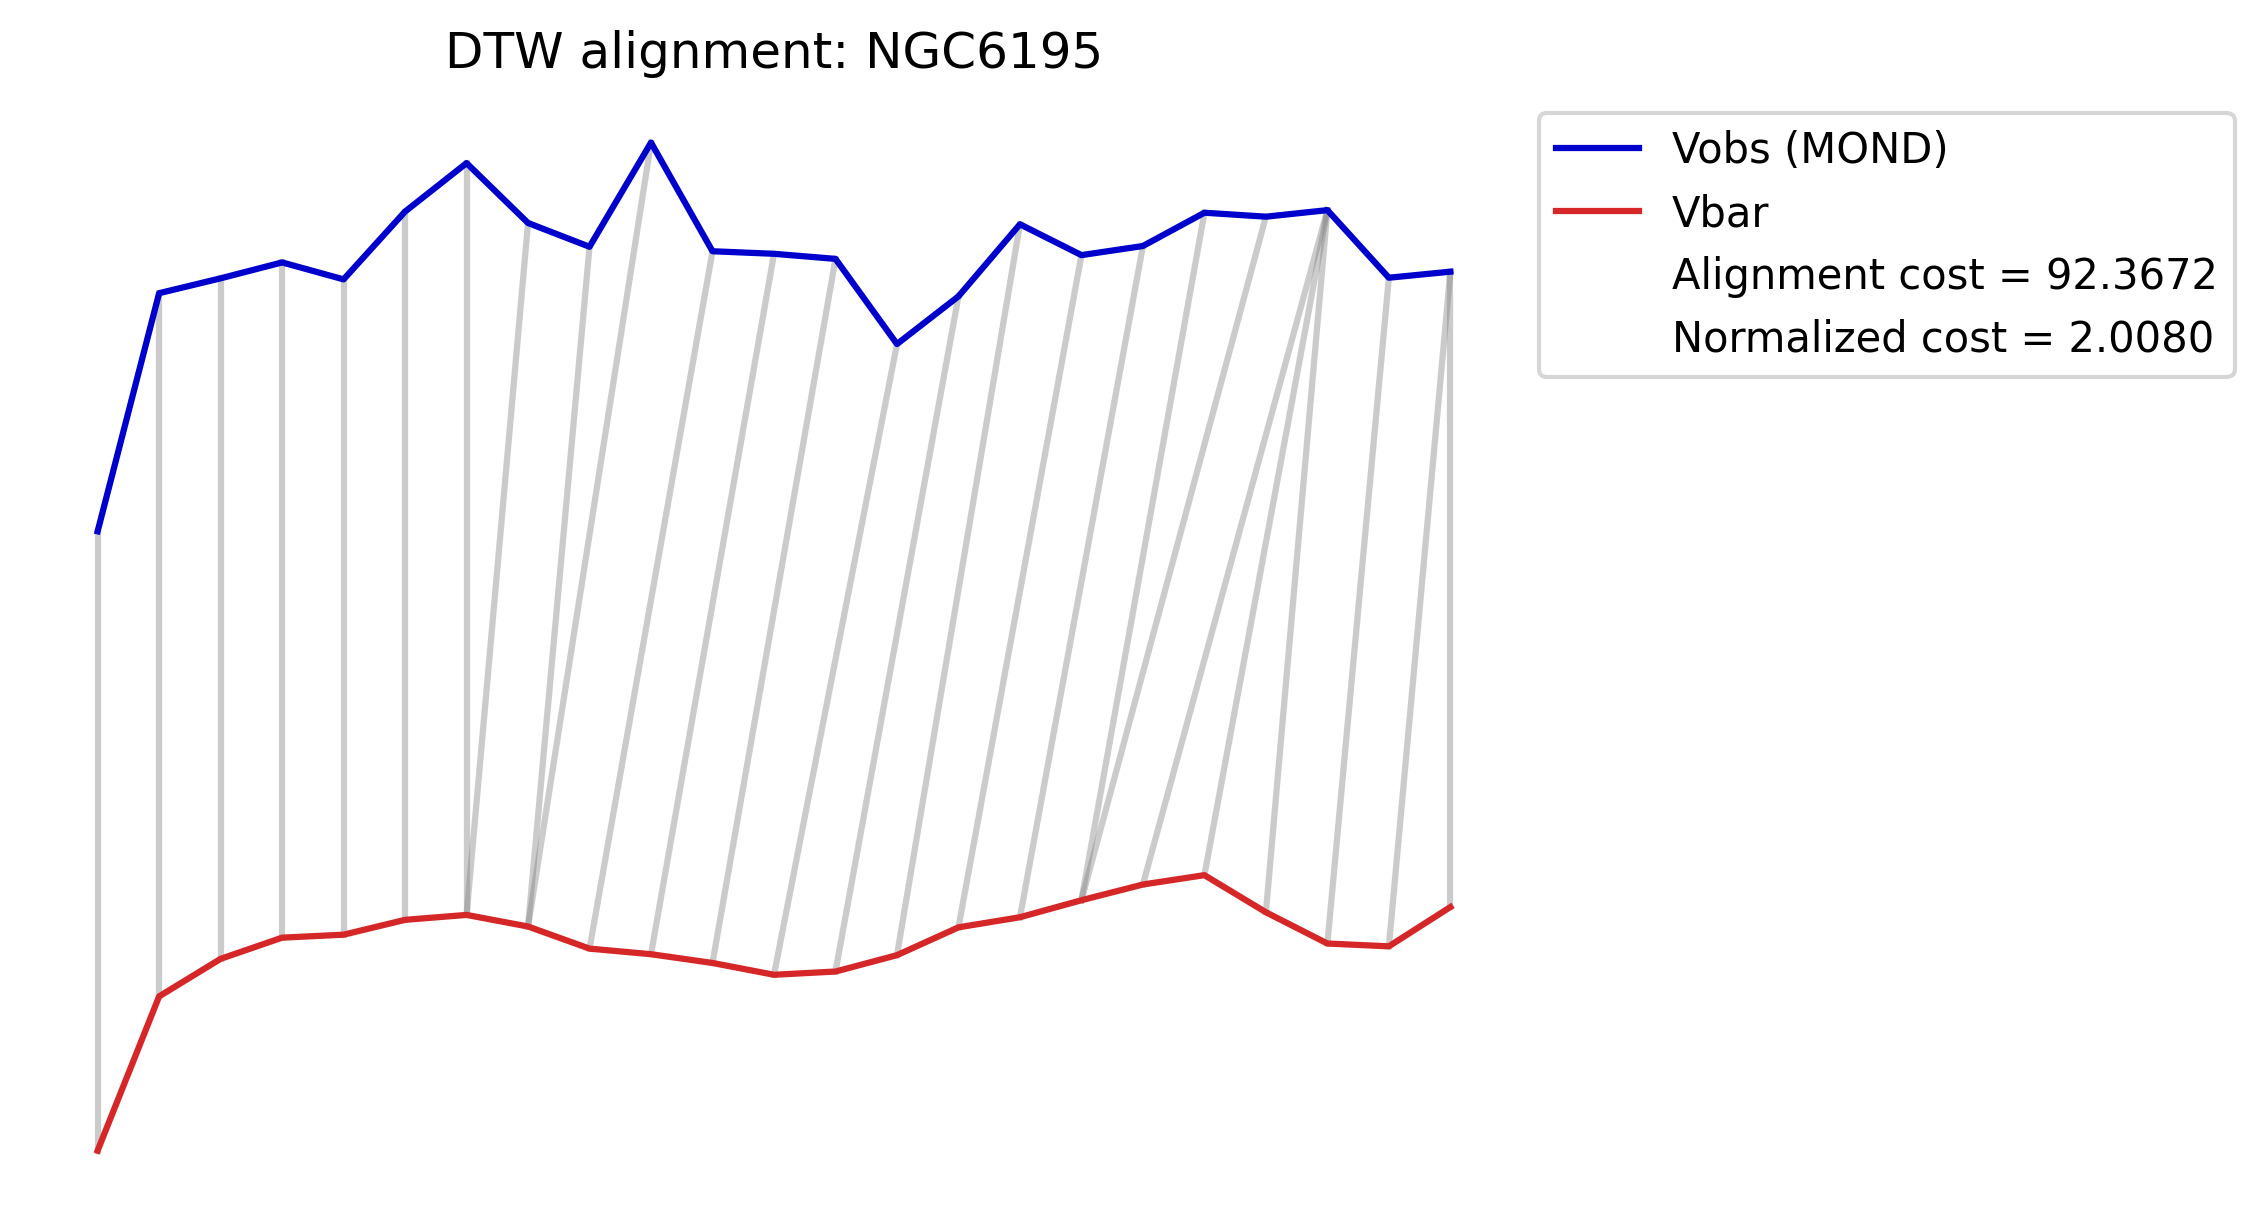 DTW alignment: NGC6195
Vobs (MOND)
Vbar
Alignment cost = 92.3672
Normalized cost = 2.0080